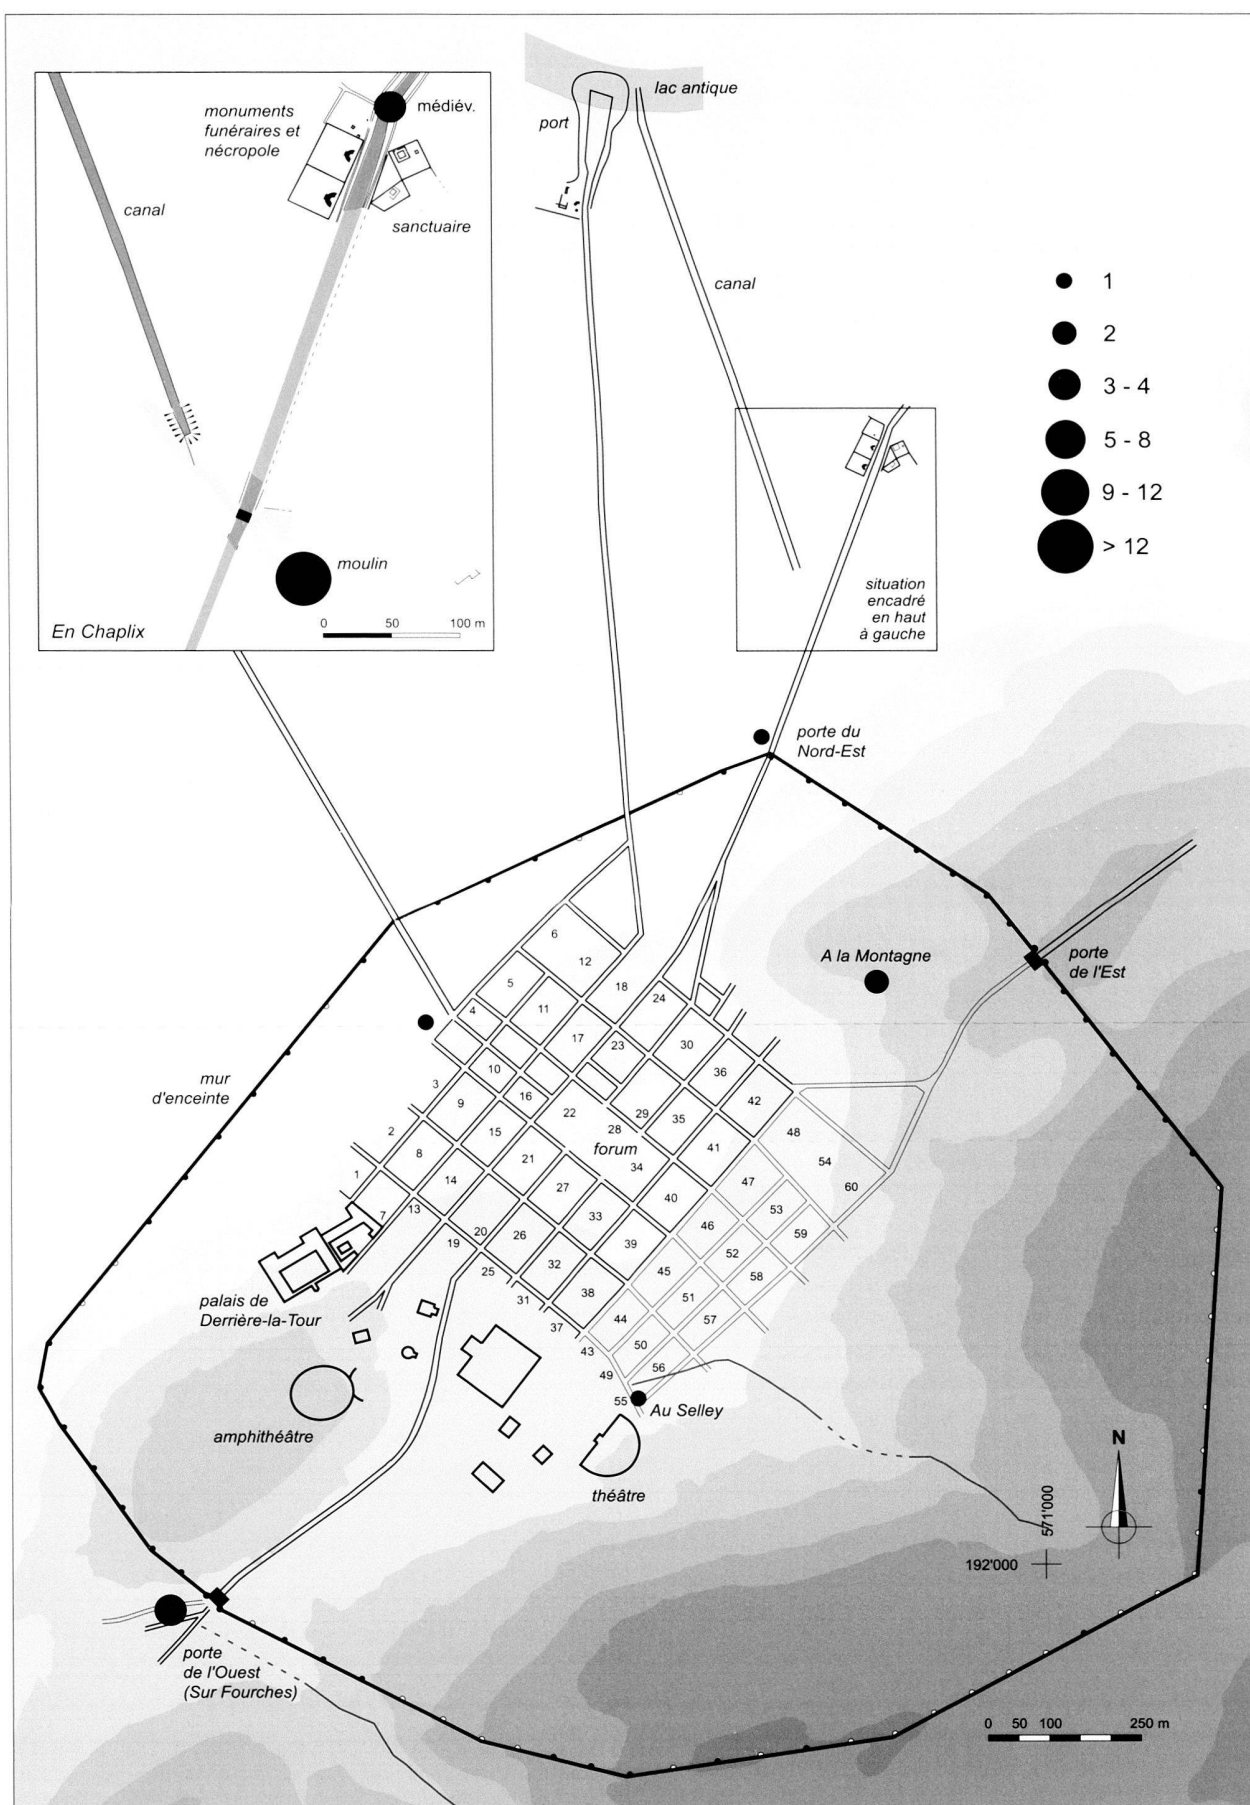 monuments
funéraires et
nécropole
médiév.
canal
sanctuaire
moulin
En Chaplix
0 50 100 m
lac antique
port
canal
1
2
3 - 4
5 - 8
9 - 12
> 12
situation
encadré
en haut
à gauche
porte du
Nord-Est
A la Montagne
porte
de l'Est
mur
d'enceinte
6
12
5
18
24
4
11
17
23
30
10
36
3
9
16
22
29
42
2
15
28
35
48
forum
1
8
21
34
41
54
14
27
47
60
7
13
40
20
33
53
19
26
39
46
59
25
32
52
45
58
31
38
51
37
44
57
43
50
49
56
55
palais de
Derrière-la-Tour
amphithéâtre
Au Selley
théâtre
N
571'000
192'000
porte
de l'Ouest
(Sur Fourches)
0 50 100 250 m